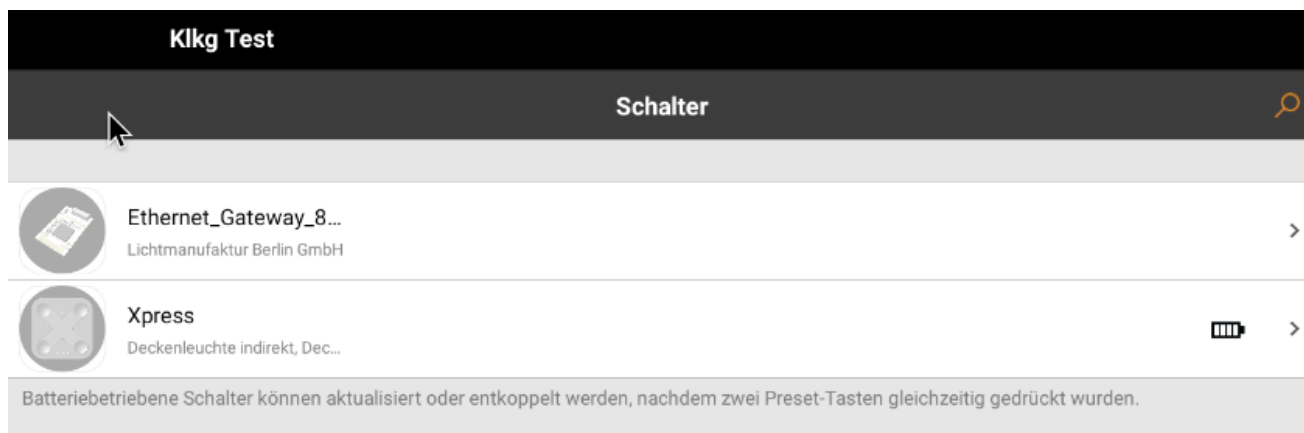 Klkg Test
Schalter
Ethernet_Gateway_8...
Lichtmanufaktur Berlin GmbH
Xpress
Deckenleuchte indirekt, Dec...
Batteriebetriebene Schalter können aktualisiert oder entkoppelt werden, nachdem zwei Preset-Tasten gleichzeitig gedrückt wurden.